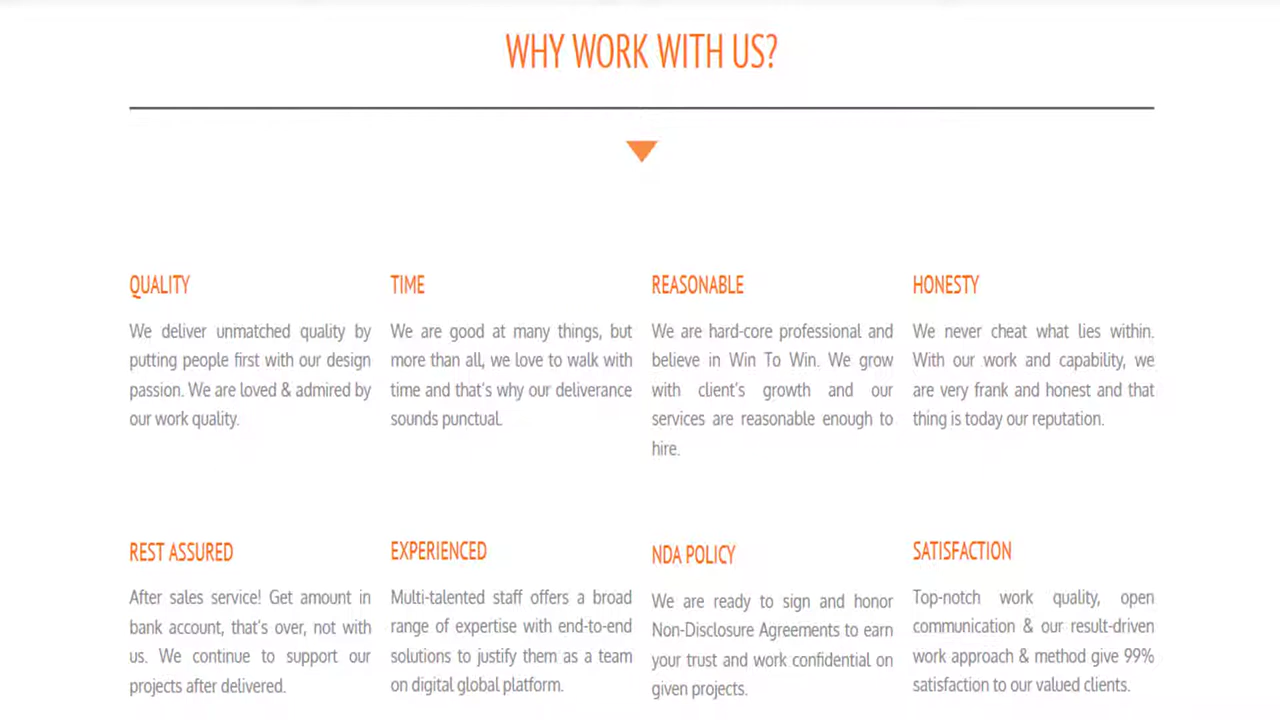 WHY WORK WITH US?
QUALITY
We deliver unmatched quality by
putting people first with our design
passion. We are loved & admired by
our work quality.
TIME
We are good at many things, but
more than all, we love to walk with
time and that's why our deliverance
sounds punctual.
REASONABLE
We are hard-core professional and
believe in Win To Win. We grow
with client's growth and our
services are reasonable enough to
hire.
HONESTY
We never cheat what lies within.
With our work and capability, we
are very frank and honest and that
thing is today our reputation.
REST ASSURED
After sales service! Get amount in
bank account, that's over, not with
us. We continue to support our
projects after delivered.
EXPERIENCED
Multi-talented staff offers a broad
range of expertise with end-to-end
solutions to justify them as a team
on digital global platform.
NDA POLICY
We are ready to sign and honor
Non-Disclosure Agreements to earn
your trust and work confidential on
given projects.
SATISFACTION
Top-notch work quality, open
communication & our result-driven
work approach & method give 99%
satisfaction to our valued clients.